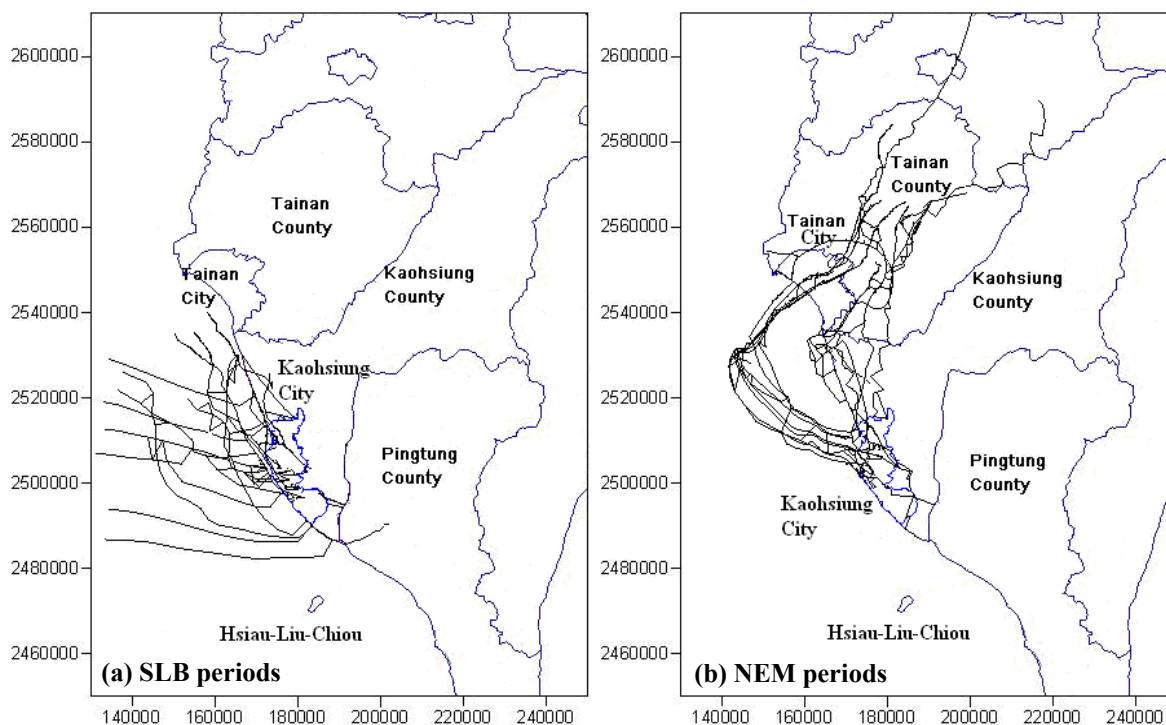 2600000
2580000
2560000
2540000
2520000
2500000
2480000
2460000
Tainan
County
Tainan
City
Kaohsiung
County
Kaohsiung
City
Pingtung
County
Hsiau-Liu-Chiou
(a) SLB periods
140000 160000 180000 200000 220000 240000
2600000
2580000
2560000
2540000
2520000
2500000
2480000
2460000
Tainan
County
Tainan
City
Kaohsiung
County
Pingtung
County
Kaohsiung
City
Hsiau-Liu-Chiou
(b) NEM periods
140000 160000 180000 200000 220000 240000